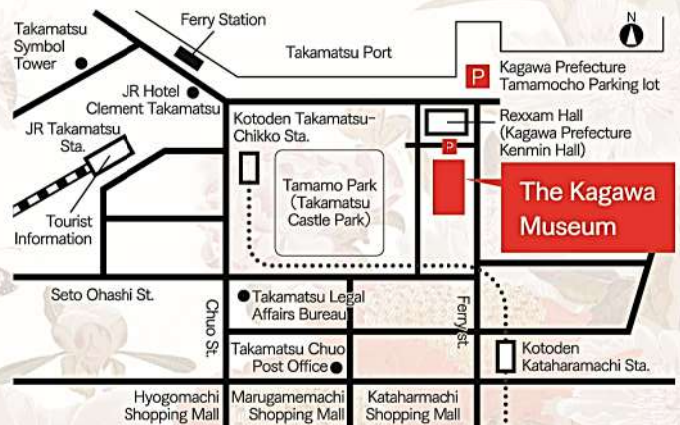 Ferry Station
N
Takamatsu
Symbol
Tower
Takamatsu Port
P
Kagawa Prefecture
Tamamocho Parking lot
JR Hotel
Clement Takamatsu
JR Takamatsu
Sta.
Kotoden Takamatsu-
Chikko Sta.
Rexxam Hall
(Kagawa Prefecture
Kenmin Hall)
P
Tamamo Park
(Takamatsu
Castle Park)
The Kagawa
Museum
Tourist
Information
Seto Ohashi St.
Chuo St.
Takamatsu Legal
Affairs Bureau
Ferry st.
Takamatsu Chuo
Post Office
Kotoden
Kataharamachi Sta.
Hyogomachi
Shopping Mall
Marugamemachi
Shopping Mall
Kataharmachi
Shopping Mall